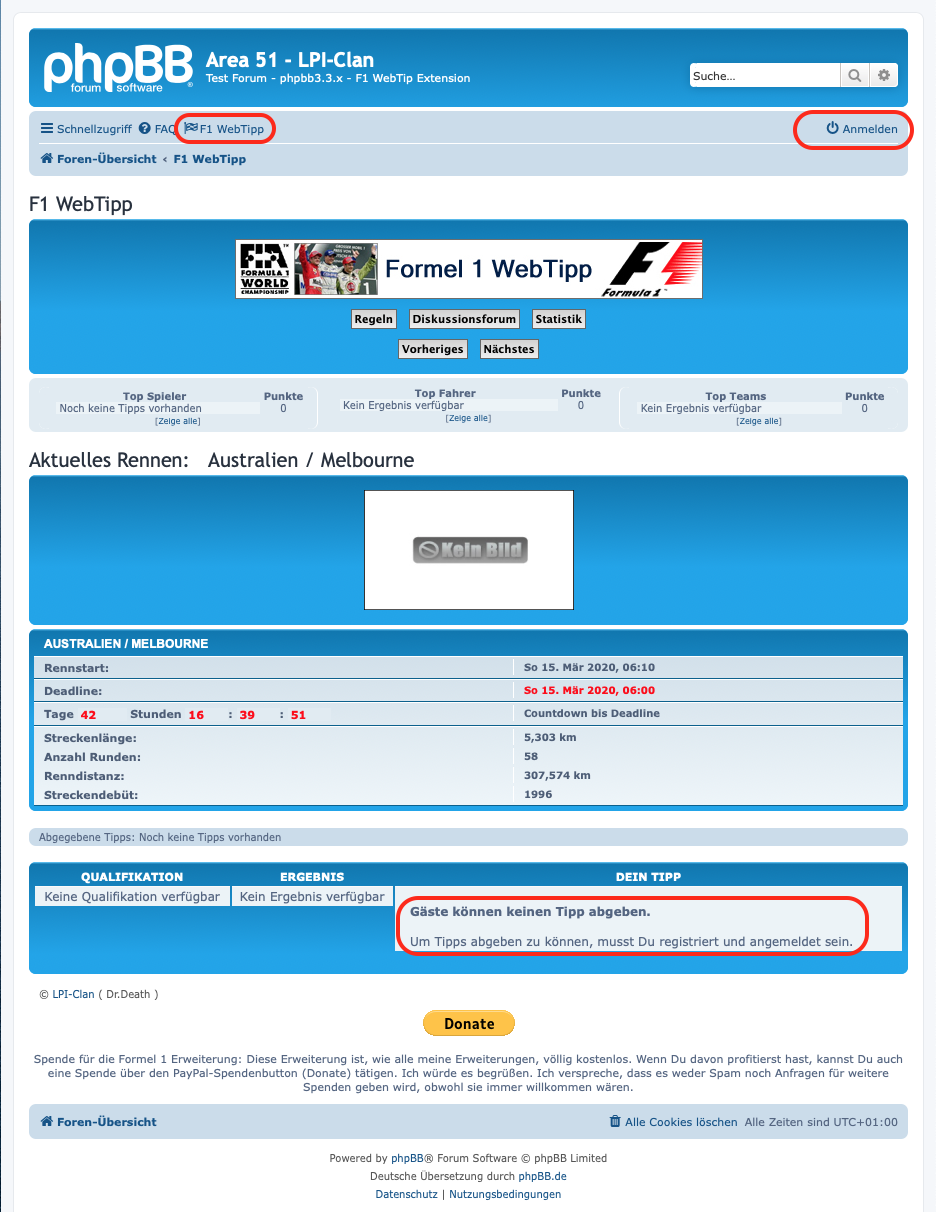 phpBB®
forum software
Area 51 - LPI-Clan
Test Forum - phpbb3.3.x - F1 WebTip Extension
Suche…
Schnellzugriff FAQ F1 WebTipp Anmelden
Foren-Übersicht ‹ F1 WebTipp
F1 WebTipp
FIA™
FORMULA 1
WORLD
CHAMPIONSHIP
Formel 1 WebTipp
F1
Formula 1™
Regeln Diskussionsforum Statistik
Vorheriges Nächstes
Top Spieler Punkte
Noch keine Tipps vorhanden 0
[Zeige alle]
Top Fahrer Punkte
Kein Ergebnis verfügbar 0
[Zeige alle]
Top Teams Punkte
Kein Ergebnis verfügbar 0
[Zeige alle]
Aktuelles Rennen: Australien / Melbourne
Kein Bild
AUSTRALIEN / MELBOURNE
Rennstart: So 15. Mär 2020, 06:10
Deadline: So 15. Mär 2020, 06:00
Tage 42 Stunden 16 : 39 : 51 Countdown bis Deadline
Streckenlänge: 5,303 km
Anzahl Runden: 58
Renndistanz: 307,574 km
Streckendebüt: 1996
Abgegebene Tipps: Noch keine Tipps vorhanden
QUALIFIKATION ERGEBNIS DEIN TIPP
Keine Qualifikation verfügbar Kein Ergebnis verfügbar
Gäste können keinen Tipp abgeben.
Um Tipps abgeben zu können, musst Du registriert und angemeldet sein.
© LPI-Clan ( Dr.Death )
Donate
Spende für die Formel 1 Erweiterung: Diese Erweiterung ist, wie alle meine Erweiterungen, völlig kostenlos. Wenn Du davon profitierst hast, kannst Du auch
eine Spende über den PayPal-Spendenbutton (Donate) tätigen. Ich würde es begrüßen. Ich verspreche, dass es weder Spam noch Anfragen für weitere
Spenden geben wird, obwohl sie immer willkommen wären.
Foren-Übersicht Alle Cookies löschen Alle Zeiten sind UTC+01:00
Powered by phpBB® Forum Software © phpBB Limited
Deutsche Übersetzung durch phpBB.de
Datenschutz | Nutzungsbedingungen